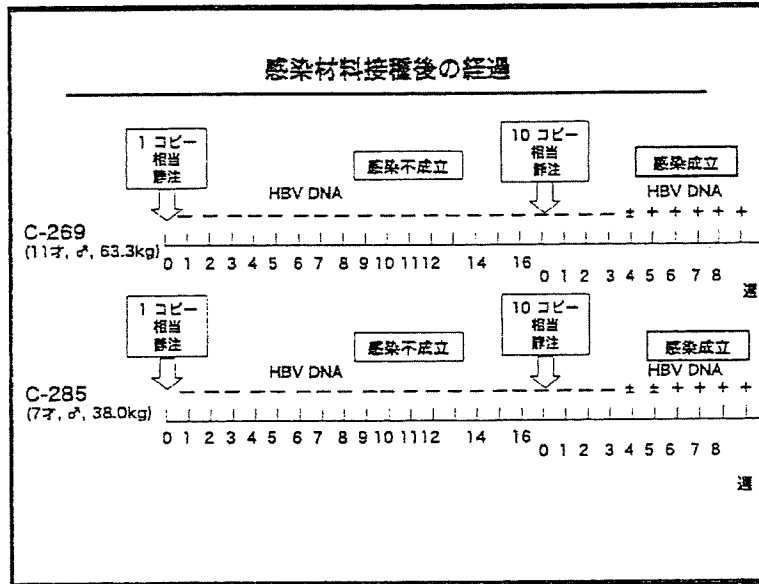 感染材料接種後の経過
1 コピー
相当
静注
10 コピー
相当
静注
感染不成立
感染成立
HBV DNA
HBV DNA
± + + + + +
C-269
(11才, ♂, 63.3kg)
0 1 2 3 4 5 6 7 8 9 10 11 12 14 16
0 1 2 3 4 5 6 7 8
週
1 コピー
相当
静注
10 コピー
相当
静注
感染不成立
感染成立
HBV DNA
HBV DNA
± ± + + + +
C-285
(7才, ♂, 38.0kg)
0 1 2 3 4 5 6 7 8 9 10 11 12 14 16
0 1 2 3 4 5 6 7 8
週